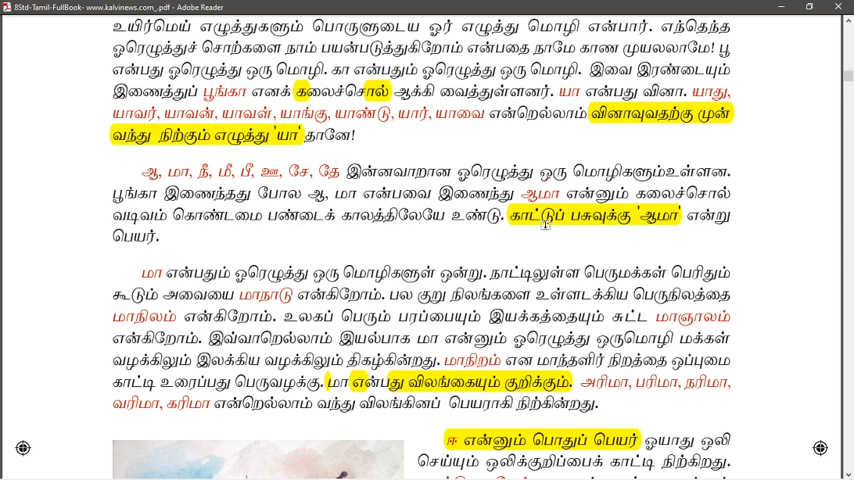 8Std-Tamil-FullBook- www.kalvinews.com_.pdf - Adobe Reader
உயிர்மெய் எழுத்துகளும் பொருளுடைய ஓர் எழுத்து மொழி என்பார். எந்தெந்த
ஓரெழுத்துச் சொற்களை நாம் பயன்படுத்துகிறோம் என்பதை நாமே காண முயலலாமே! பூ
என்பது ஓரெழுத்து ஒரு மொழி. கா என்பதும் ஓரெழுத்து ஒரு மொழி. இவை இரண்டையும்
இணைத்துப் பூங்கா எனக் கலைச்சொல் ஆக்கி வைத்துள்ளனர். யா என்பது வினா. யாது,
யாவர், யாவன், யாவள், யாங்கு, யாண்டு, யார், யாவை என்றெல்லாம் வினாவுவதற்கு முன்
வந்து நிற்கும் எழுத்து 'யா' தானே!
ஆ, மா, நீ, மீ, பீ, ஊ, சே, தே இன்னவாறான ஓரெழுத்து ஒரு மொழிகளும்உள்ளன.
பூங்கா இணைந்தது போல ஆ, மா என்பவை இணைந்து ஆமா என்னும் கலைச்சொல்
வடிவம் கொண்டமை பண்டைக் காலத்திலேயே உண்டு. காட்டுப் பசுவுக்கு 'ஆமா' என்று
பெயர்.
மா என்பதும் ஓரெழுத்து ஒரு மொழிகளுள் ஒன்று. நாட்டிலுள்ள பெருமக்கள் பெரிதும்
கூடும் அவையை மாநாடு என்கிறோம். பல குறு நிலங்களை உள்ளடக்கிய பெருநிலத்தை
மாநிலம் என்கிறோம். உலகப் பெரும் பரப்பையும் இயக்கத்தையும் சுட்ட மாஞாலம்
என்கிறோம். இவ்வாறெல்லாம் இயல்பாக மா என்னும் ஓரெழுத்து ஒருமொழி மக்கள்
வழக்கிலும் இலக்கிய வழக்கிலும் திகழ்கின்றது. மாநிறம் என மாந்தளிர் நிறத்தை ஒப்புமை
காட்டி உரைப்பது பெருவழக்கு. மா என்பது விலங்கையும் குறிக்கும். அரிமா, பரிமா, நரிமா,
வரிமா, கரிமா என்றெல்லாம் வந்து விலங்கினப் பெயராகி நிற்கின்றது.
ஈ என்னும் பொதுப் பெயர் ஓயாது ஒலி
செய்யும் ஒலிக்குறிப்பைக் காட்டி நிற்கிறது.